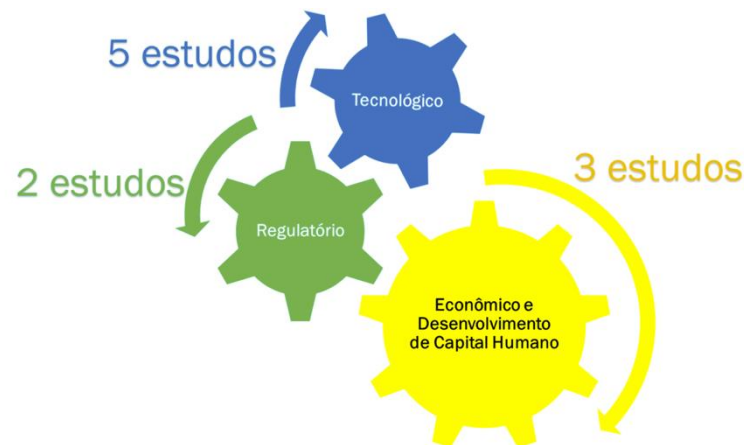 5 estudos
Tecnológico
2 estudos
Regulatório
3 estudos
Econômico e
Desenvolvimento
de Capital Humano